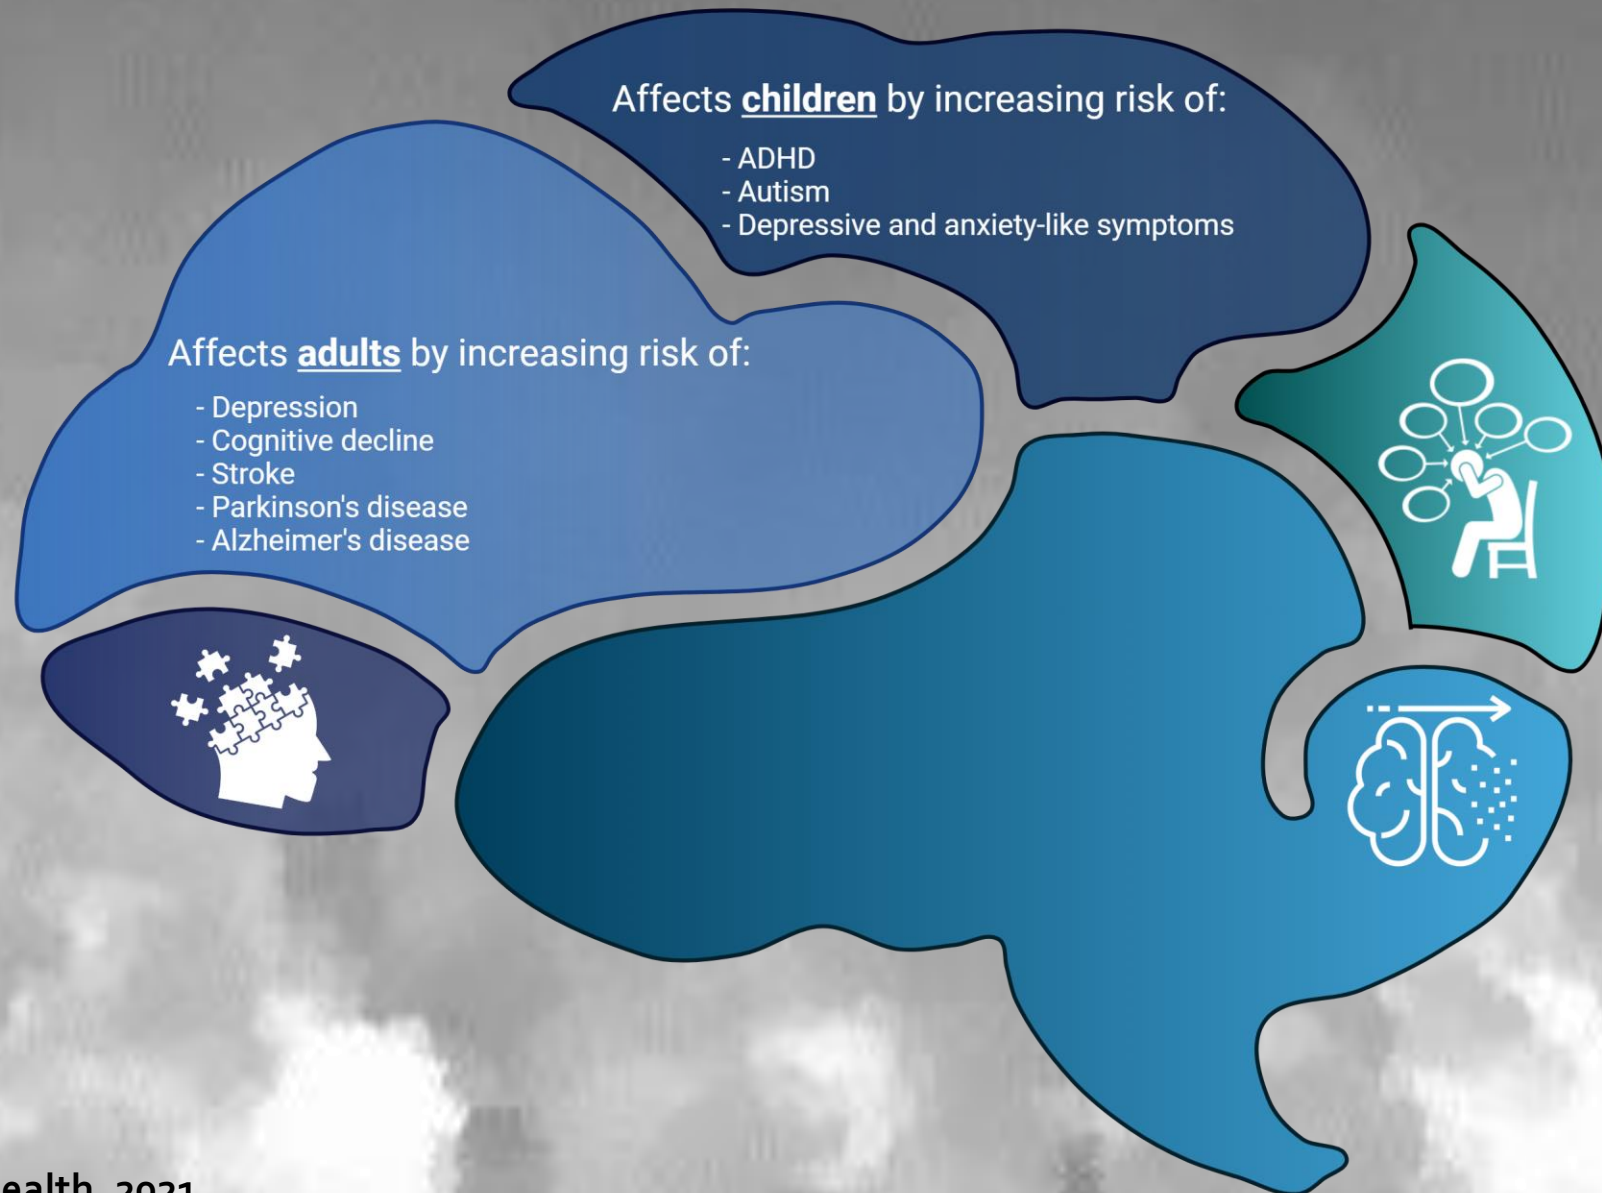 Affects children by increasing risk of:
- ADHD
- Autism
- Depressive and anxiety-like symptoms
Affects adults by increasing risk of:
- Depression
- Cognitive decline
- Stroke
- Parkinson's disease
- Alzheimer's disease
2021